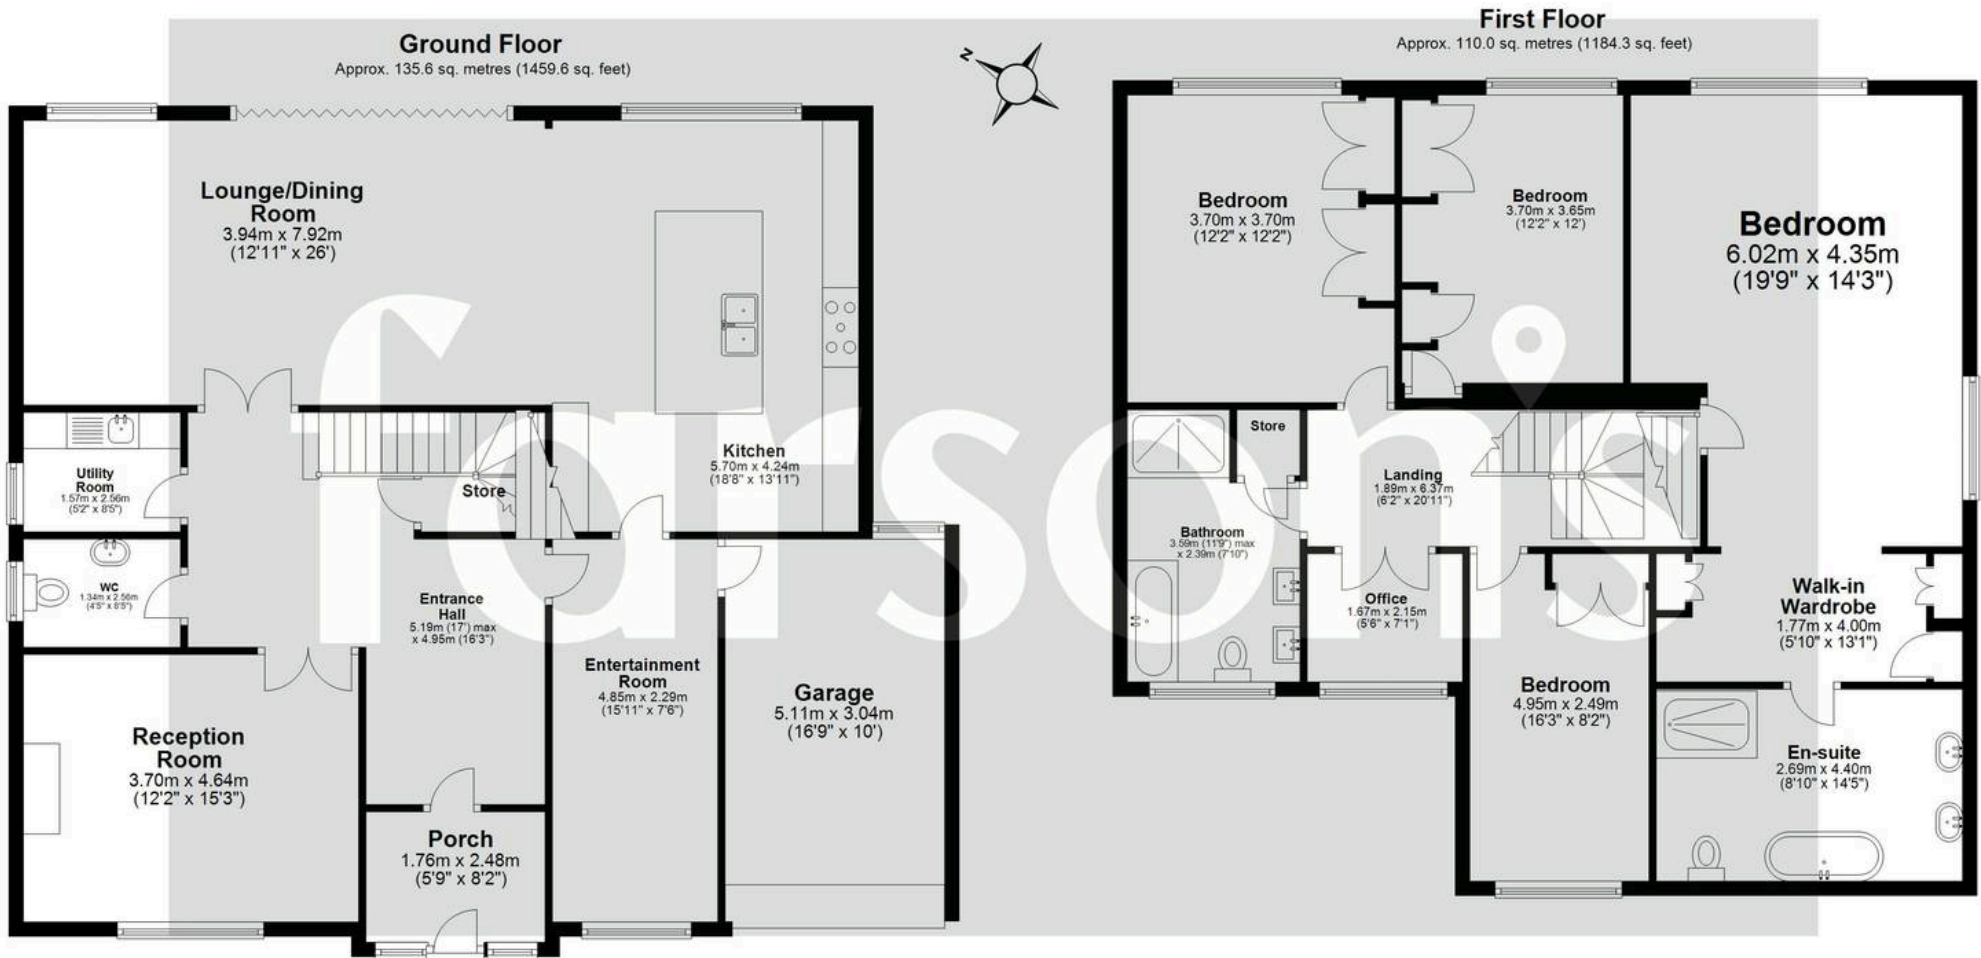 Ground Floor
Approx. 135.6 sq. metres (1459.6 sq. feet)
Lounge/Dining
Room
3.94m x 7.92m
(12'11" x 26')
Kitchen
5.70m x 4.24m
(18'8" x 13'11")
Utility
Room
1.57m x 2.56m
(5'2" x 8'5")
Store
WC
1.34m x 2.56m
(4'5" x 8'5")
Entrance
Hall
5.19m (17') max
x 4.95m (16'3")
Entertainment
Room
4.85m x 2.29m
(15'11" x 7'6")
Garage
5.11m x 3.04m
(16'9" x 10')
Reception
Room
3.70m x 4.64m
(12'2" x 15'3")
Porch
1.76m x 2.48m
(5'9" x 8'2")
N
First Floor
Approx. 110.0 sq. metres (1184.3 sq. feet)
Bedroom
3.70m x 3.70m
(12'2" x 12'2")
Bedroom
3.70m x 3.65m
(12'2" x 12')
Bedroom
6.02m x 4.35m
(19'9" x 14'3")
Store
Landing
1.89m x 6.37m
(6'2" x 20'11")
Bathroom
3.59m (11'9") max
x 2.39m (7'10")
Office
1.67m x 2.15m
(5'6" x 7'1")
Walk-in
Wardrobe
1.77m x 4.00m
(5'10" x 13'1")
Bedroom
4.95m x 2.49m
(16'3" x 8'2")
En-suite
2.69m x 4.40m
(8'10" x 14'5")
farson's